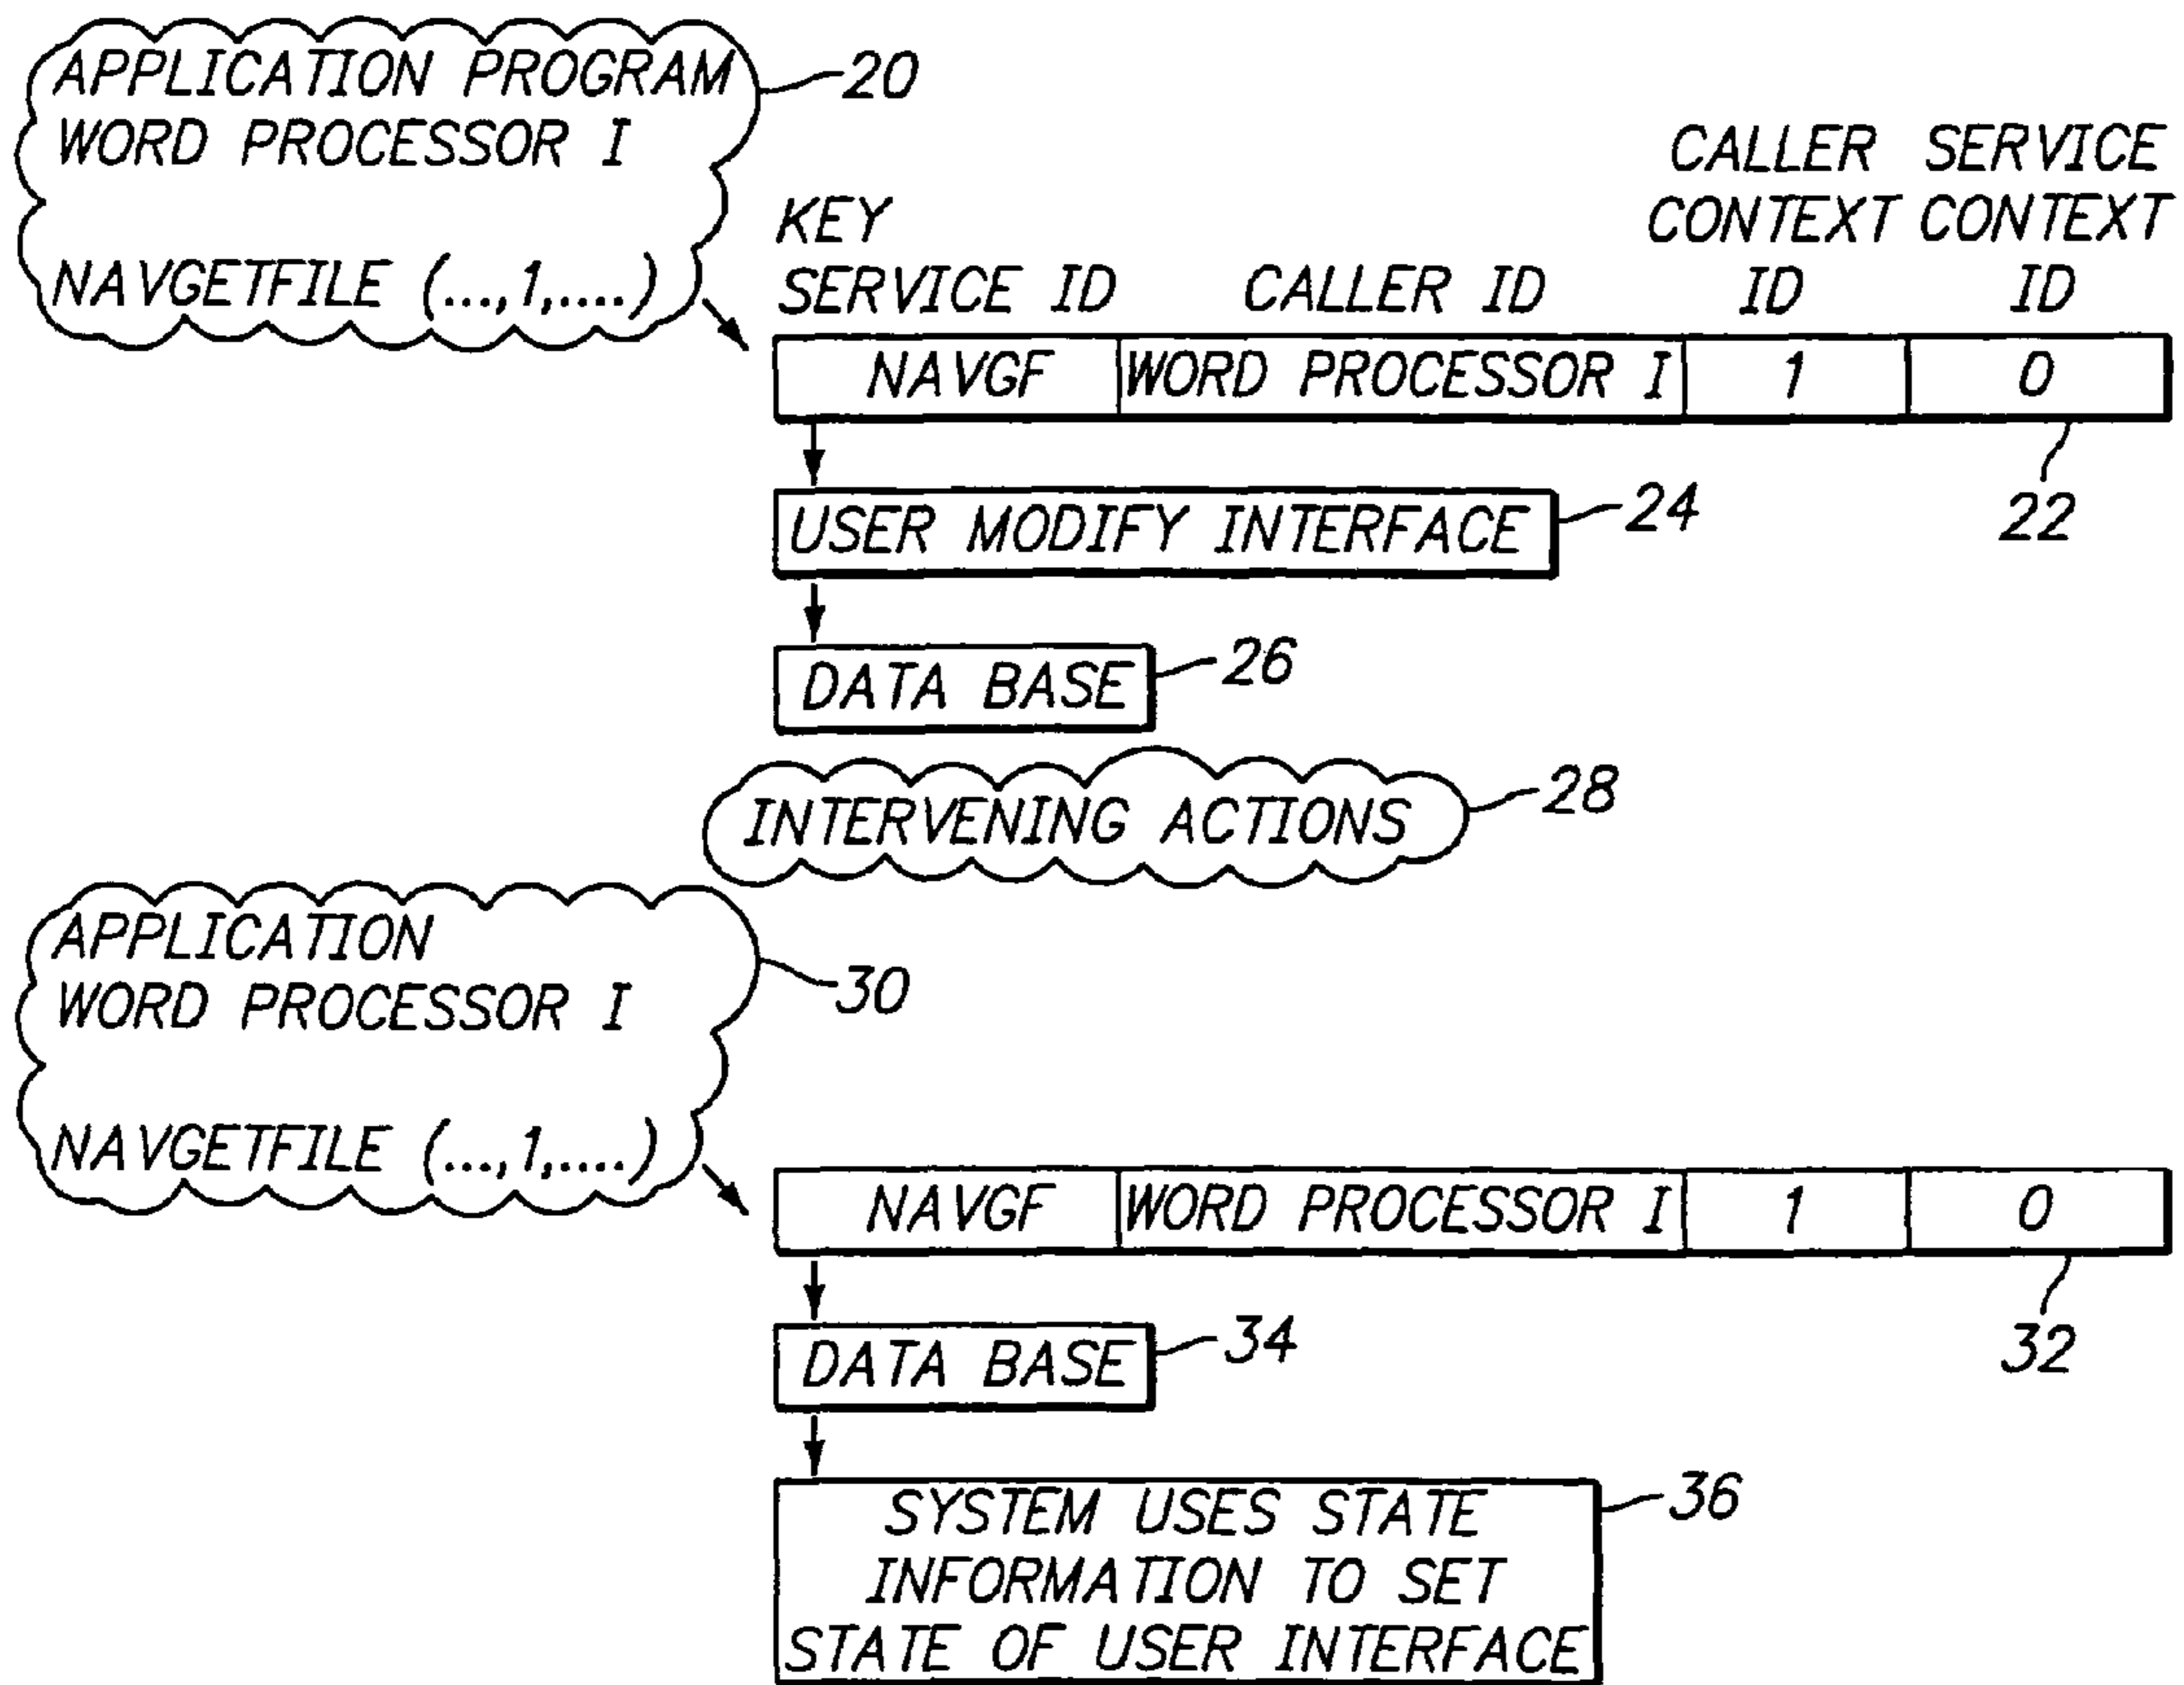 APPLICATION PROGRAM
WORD PROCESSOR I
NAVGETFILE (...,1,....)
20
KEY
SERVICE ID
CALLER ID
CALLER
CONTEXT
ID
SERVICE
CONTEXT
ID
NAVGF
WORD PROCESSOR I
1
0
22
USER MODIFY INTERFACE
24
DATA BASE
26
INTERVENING ACTIONS
28
APPLICATION
WORD PROCESSOR I
NAVGETFILE (...,1,....)
30
NAVGF
WORD PROCESSOR I
1
0
32
DATA BASE
34
SYSTEM USES STATE
INFORMATION TO SET
STATE OF USER INTERFACE
36